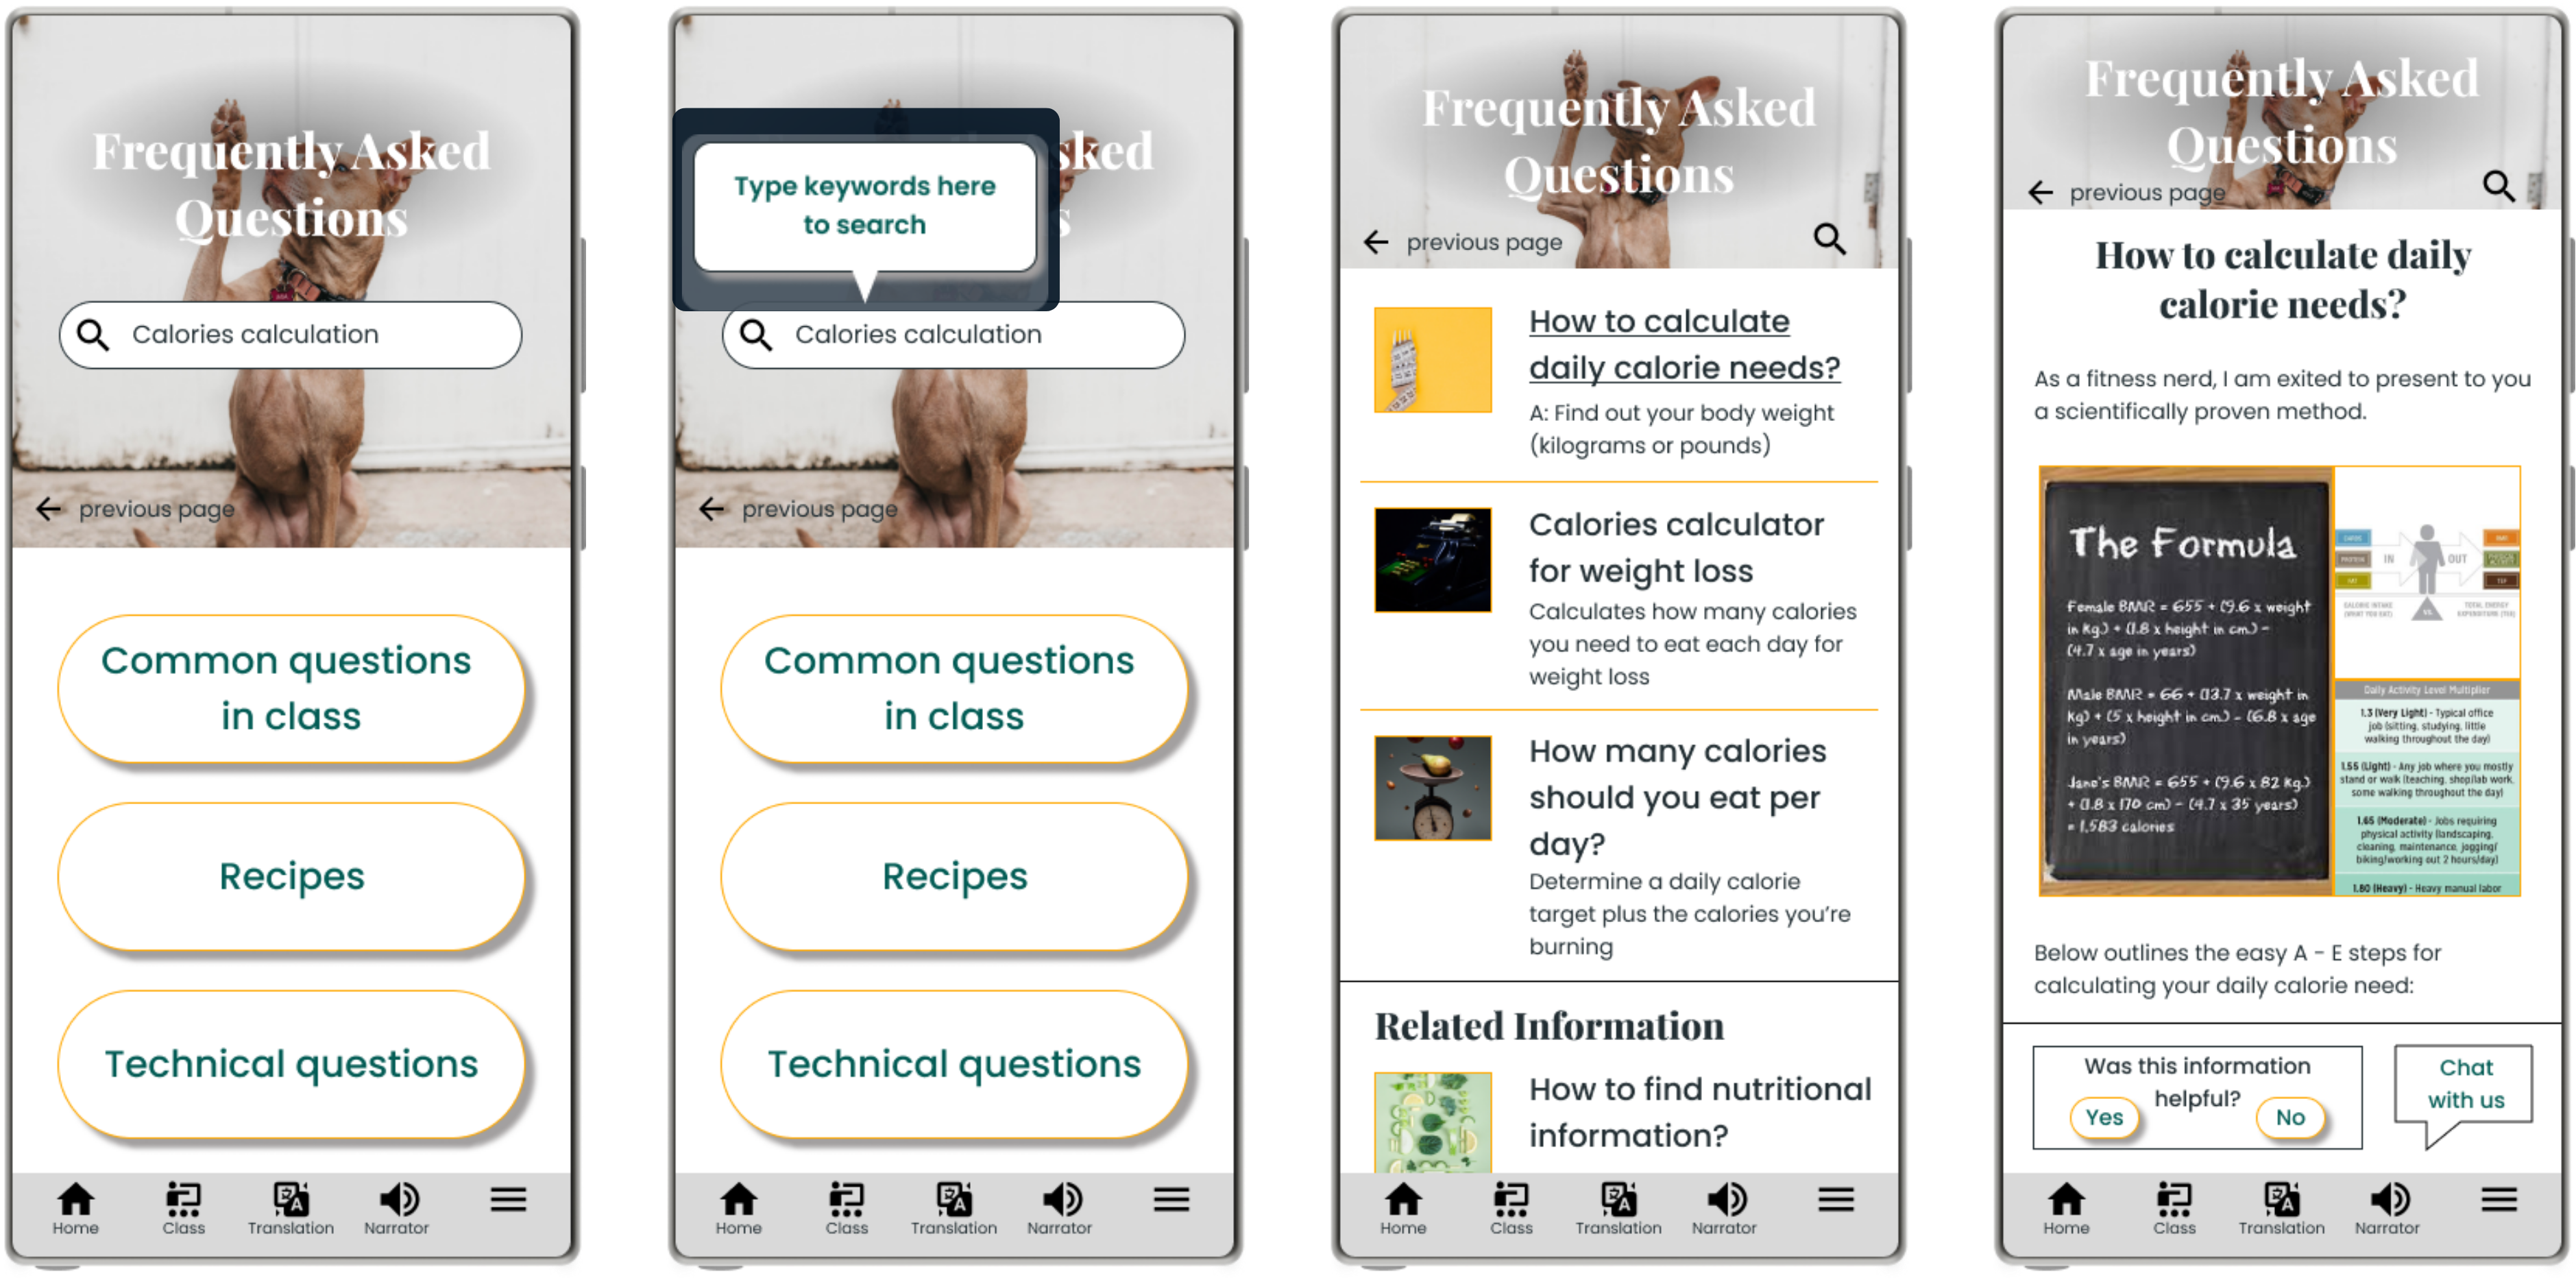 Frequently Asked
Questions
Calories calculation
previous page
Common questions
in class
Recipes
Technical questions
Home
Class
Translation
Narrator
sked
s
Type keywords here
to search
Calories calculation
previous page
Common questions
in class
Recipes
Technical questions
Home
Class
Translation
Narrator
Frequently Asked
Questions
previous page
How to calculate
daily calorie needs?
A: Find out your body weight
(kilograms or pounds)
Calories calculator
for weight loss
Calculates how many calories
you need to eat each day for
weight loss
How many calories
should you eat per
day?
Determine a daily calorie
target plus the calories you’re
burning
Related Information
How to find nutritional
information?
Home
Class
Translation
Narrator
Frequently Asked
Questions
previous page
How to calculate daily
calorie needs?
As a fitness nerd, I am exited to present to you
a scientifically proven method.
The Formula
Female BMR = 655 + (9.6 x weight
in kg) + (1.8 x height in cm) -
(4.7 x age in years)
Male BMR = 66 + (13.7 x weight in
kg) + (5 x height in cm) - (6.8 x age
in years)
Jane's BMR = 655 + (9.6 x 82 kg)
+ (1.8 x 170 cm) - (4.7 x 35 years)
= 1,583 calories
CARBS
PROTEIN
FAT
IN
OUT
TEF
CALORIC INTAKE
(WHAT YOU EAT)
VS.
TOTAL ENERGY
EXPENDITURE (TEE)
Daily Activity Level Multiplier
1.3 (Very Light) - Typical office
job (sitting, studying, little
walking throughout the day)
1.55 (Light) - Any job where you mostly
stand or walk (teaching, shop/lab work,
some walking throughout the day)
1.65 (Moderate) - Jobs requiring
physical activity (landscaping,
cleaning, maintenance, jogging/
biking/working out 2 hours/day)
1.80 (Heavy) - Heavy manual labor
Below outlines the easy A - E steps for
calculating your daily calorie need:
Was this information
helpful?
Yes
No
Chat
with us
Home
Class
Translation
Narrator